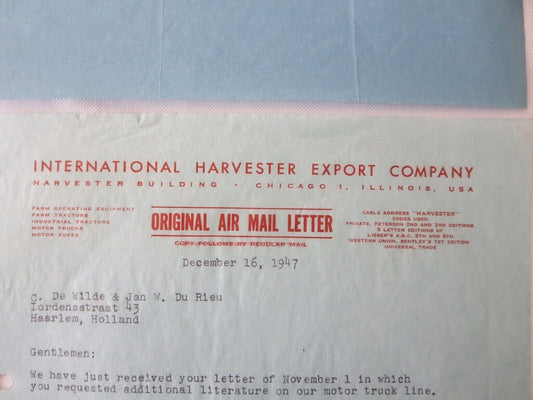 INTERNATIONAL HARVESTER EXPORT COMPANY
HARVESTER BUILDING · CHICAGO 1, ILLINOIS, USA
FARM OPERATING EQUIPMENT
FARM TRACTORS
INDUSTRIAL TRACTORS
MOTOR TRUCKS
MOTOR BUSES
ORIGINAL AIR MAIL LETTER
COPY FOLLOWS BY REGULAR MAIL
CABLE ADDRESS "HARVESTER"
CODES USED
PRIVATE, PETERSON 2ND AND 3RD EDITIONS
5 LETTER EDITIONS OF
LIEBER'S A.B.C. 5TH AND 6TH
WESTERN UNION, BENTLEY'S 1ST EDITION
UNIVERSAL TRADE
December 16, 1947
C. De Wilde & Jan W. Du Rieu
Iordensstraat 43
Haarlem, Holland
Gentlemen:
We have just received your letter of November 1 in which
you requested additional literature on our motor truck line.